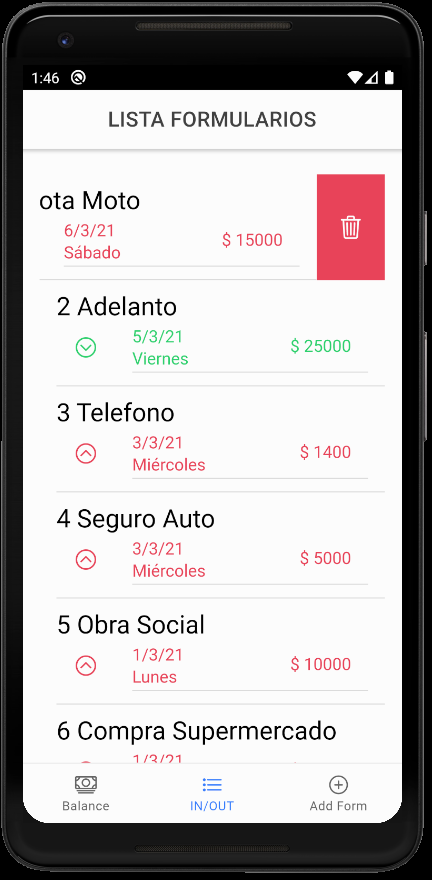 1:46
LISTA FORMULARIOS
ota Moto
6/3/21
Sábado
$ 15000
2 Adelanto
5/3/21
Viernes
$ 25000
3 Telefono
3/3/21
Miércoles
$ 1400
4 Seguro Auto
3/3/21
Miércoles
$ 5000
5 Obra Social
1/3/21
Lunes
$ 10000
6 Compra Supermercado
1/3/21
Balance
IN/OUT
Add Form